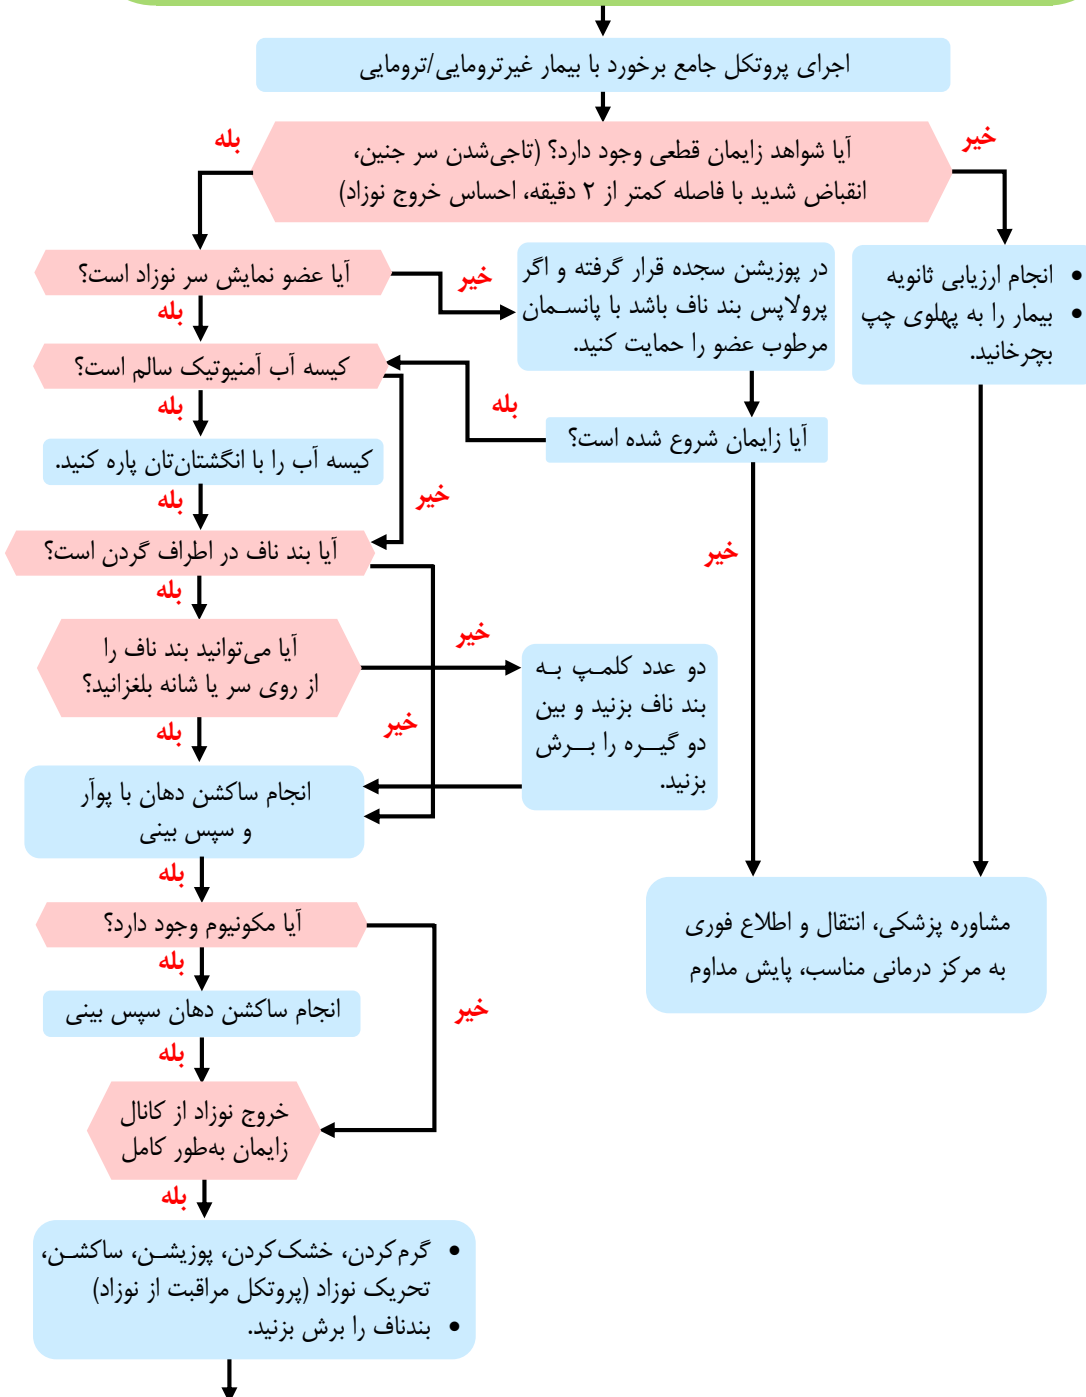 اجرای پروتکل جامع برخورد با بیمار غیرترومایی/ترومایی
خیر
بله
آیا شواهد زایمان قطعی وجود دارد؟ (تاجی‌شدن سر جنین،
انقباض شدید با فاصله کمتر از ۲ دقیقه، احساس خروج نوزاد)
• انجام ارزیابی ثانویه
• بیمار را به پهلوی چپ
بچرخانید.
در پوزیشن سجده قرار گرفته و اگر
پرولاپس بند ناف باشد با پانسمان
مرطوب عضو را حمایت کنید.
خیر
آیا عضو نمایش سر نوزاد است؟
بله
کیسه آب آمنیوتیک سالم است؟
بله
بله
آیا زایمان شروع شده است؟
کیسه آب را با انگشتان‌تان پاره کنید.
خیر
بله
خیر
آیا بند ناف در اطراف گردن است؟
بله
خیر
آیا می‌توانید بند ناف را
از روی سر یا شانه بلغزانید؟
دو عدد کلمپ به
بند ناف بزنید و بین
دو گیره را برش
بزنید.
خیر
بله
انجام ساکشن دهان با پوآر
و سپس بینی
بله
آیا مکونیوم وجود دارد؟
مشاوره پزشکی، انتقال و اطلاع فوری
به مرکز درمانی مناسب، پایش مداوم
بله
انجام ساکشن دهان سپس بینی
خیر
بله
خروج نوزاد از کانال
زایمان به‌طور کامل
بله
• گرم‌کردن، خشک‌کردن، پوزیشن، ساکشن،
تحریک نوزاد (پروتکل مراقبت از نوزاد)
• بندناف را برش بزنید.